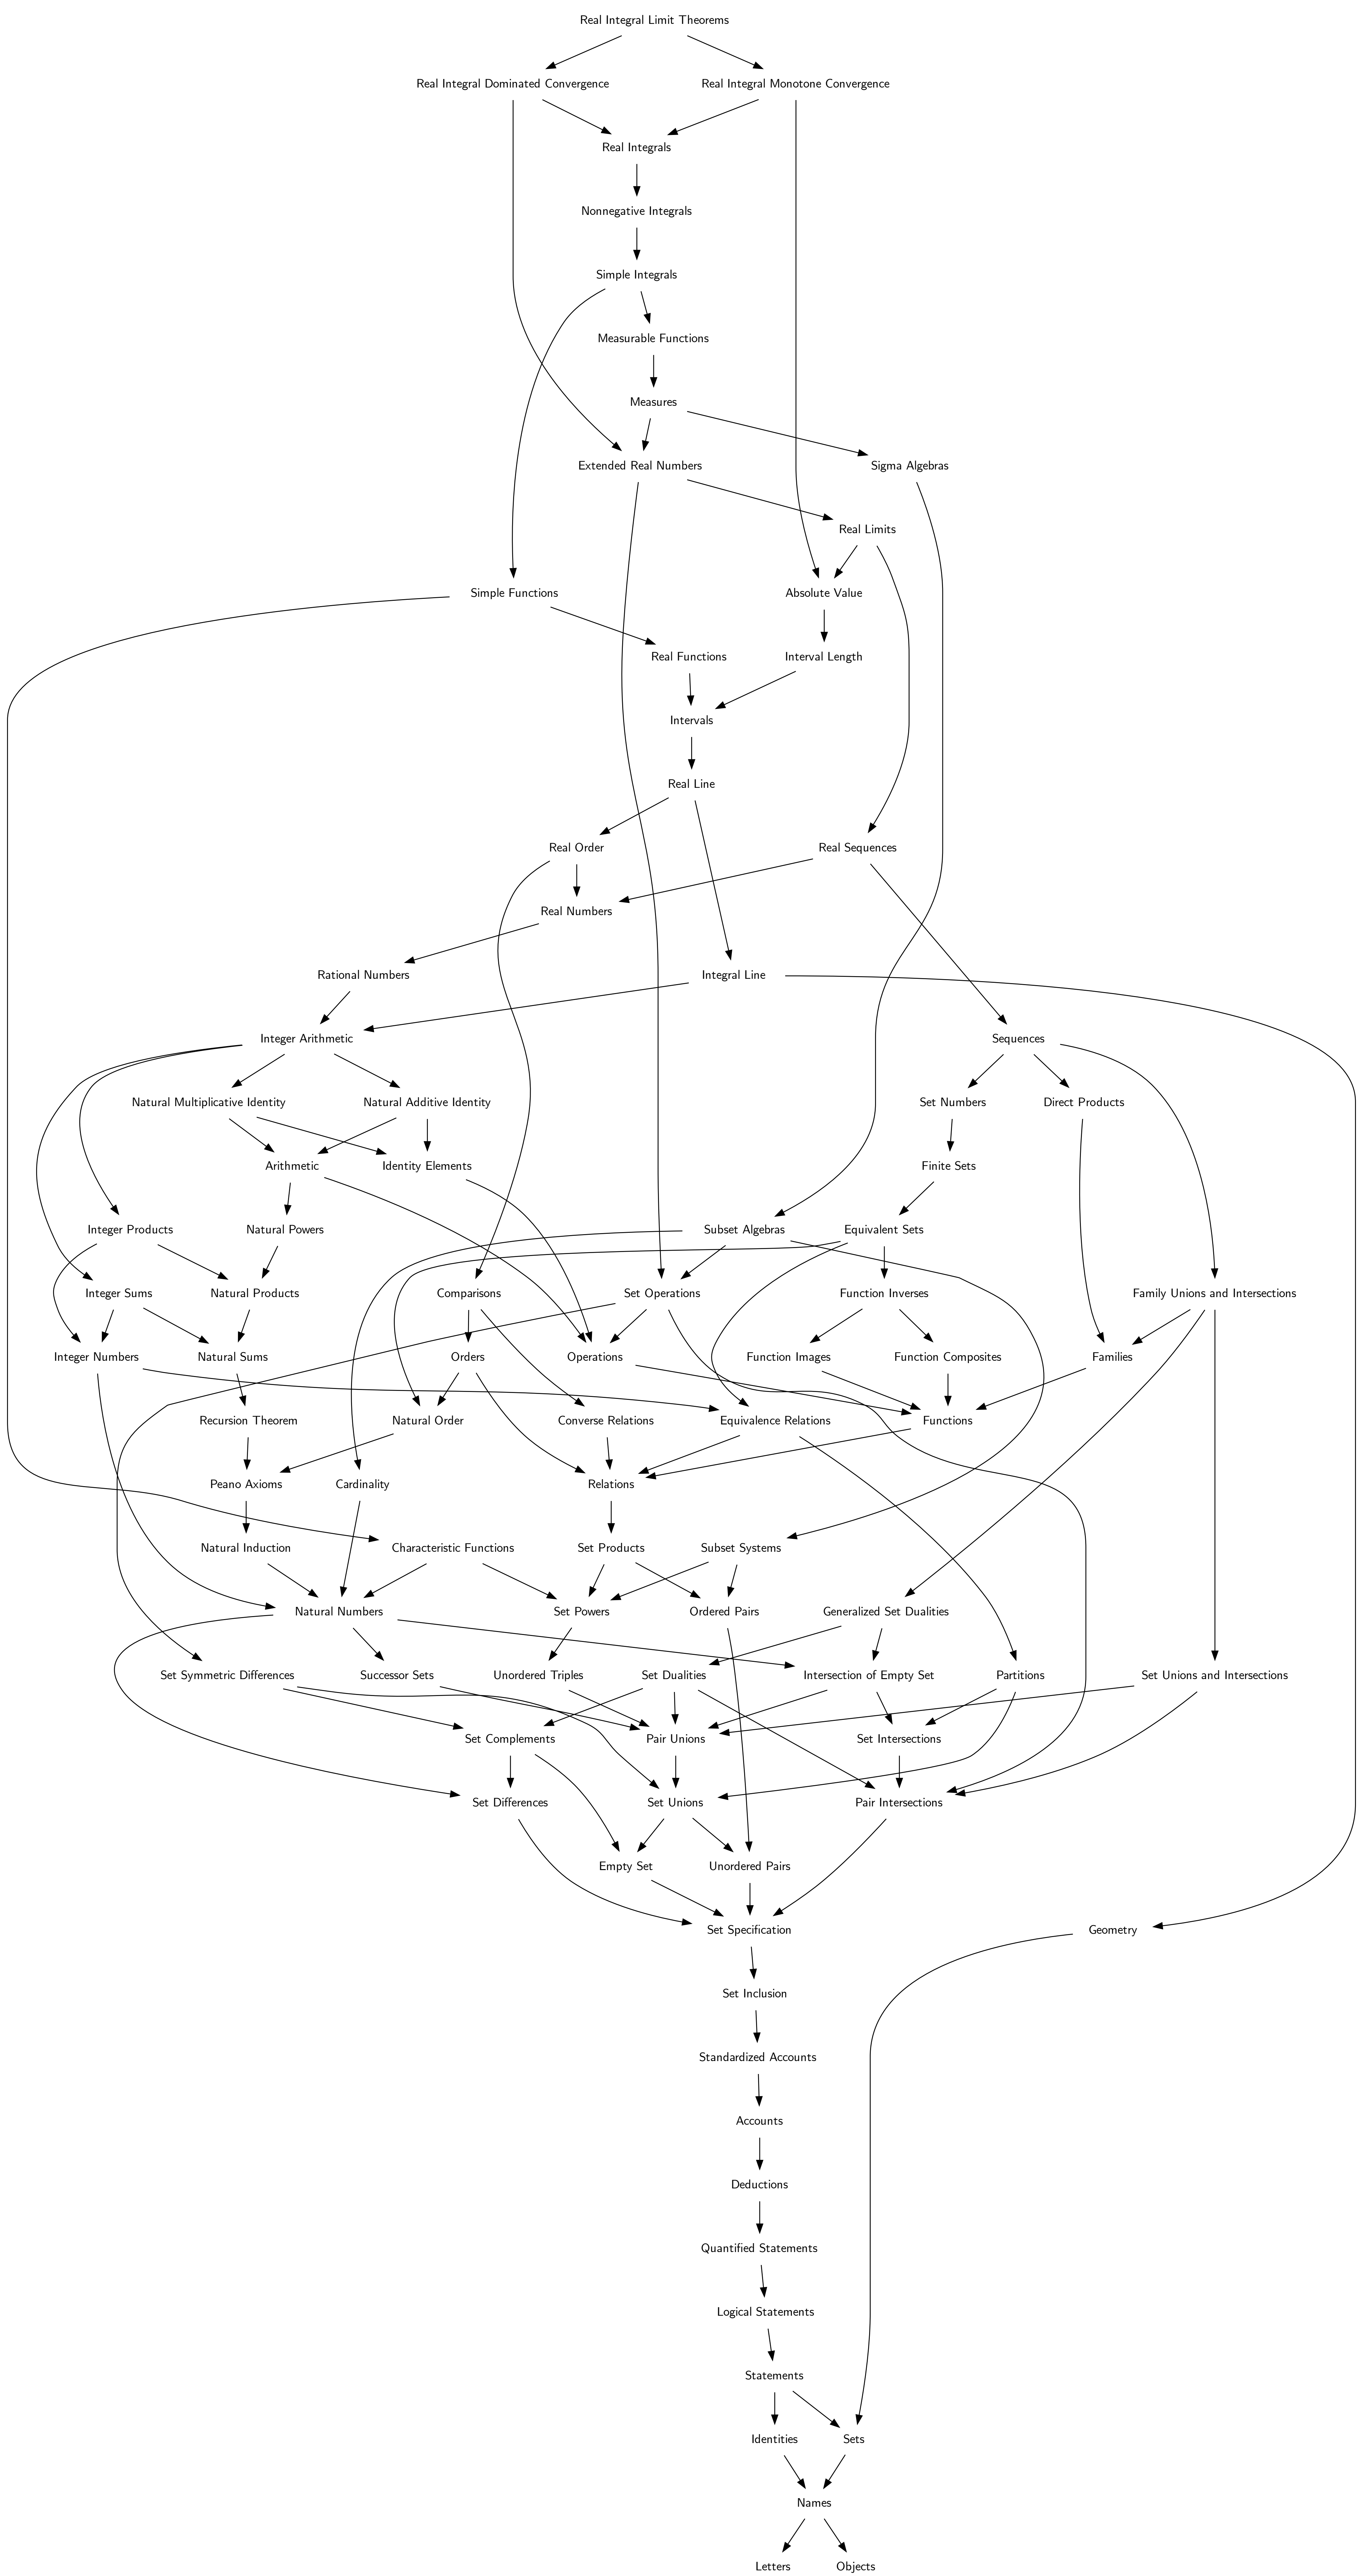 Real Integral Limit Theorems
Real Integral Dominated Convergence
Real Integral Monotone Convergence
Real Integrals
Nonnegative Integrals
Simple Integrals
Measurable Functions
Measures
Extended Real Numbers
Sigma Algebras
Real Limits
Simple Functions
Absolute Value
Real Functions
Interval Length
Intervals
Real Line
Real Order
Real Sequences
Real Numbers
Rational Numbers
Integral Line
Integer Arithmetic
Sequences
Natural Multiplicative Identity
Natural Additive Identity
Set Numbers
Direct Products
Arithmetic
Identity Elements
Finite Sets
Integer Products
Natural Powers
Subset Algebras
Equivalent Sets
Integer Sums
Natural Products
Comparisons
Set Operations
Function Inverses
Family Unions and Intersections
Integer Numbers
Natural Sums
Orders
Operations
Function Images
Function Composites
Families
Recursion Theorem
Natural Order
Converse Relations
Equivalence Relations
Functions
Peano Axioms
Cardinality
Relations
Natural Induction
Characteristic Functions
Set Products
Subset Systems
Natural Numbers
Set Powers
Ordered Pairs
Generalized Set Dualities
Set Symmetric Differences
Successor Sets
Unordered Triples
Set Dualities
Intersection of Empty Set
Partitions
Set Unions and Intersections
Set Complements
Pair Unions
Set Intersections
Set Differences
Set Unions
Pair Intersections
Empty Set
Unordered Pairs
Set Specification
Geometry
Set Inclusion
Standardized Accounts
Accounts
Deductions
Quantified Statements
Logical Statements
Statements
Identities
Sets
Names
Letters
Objects